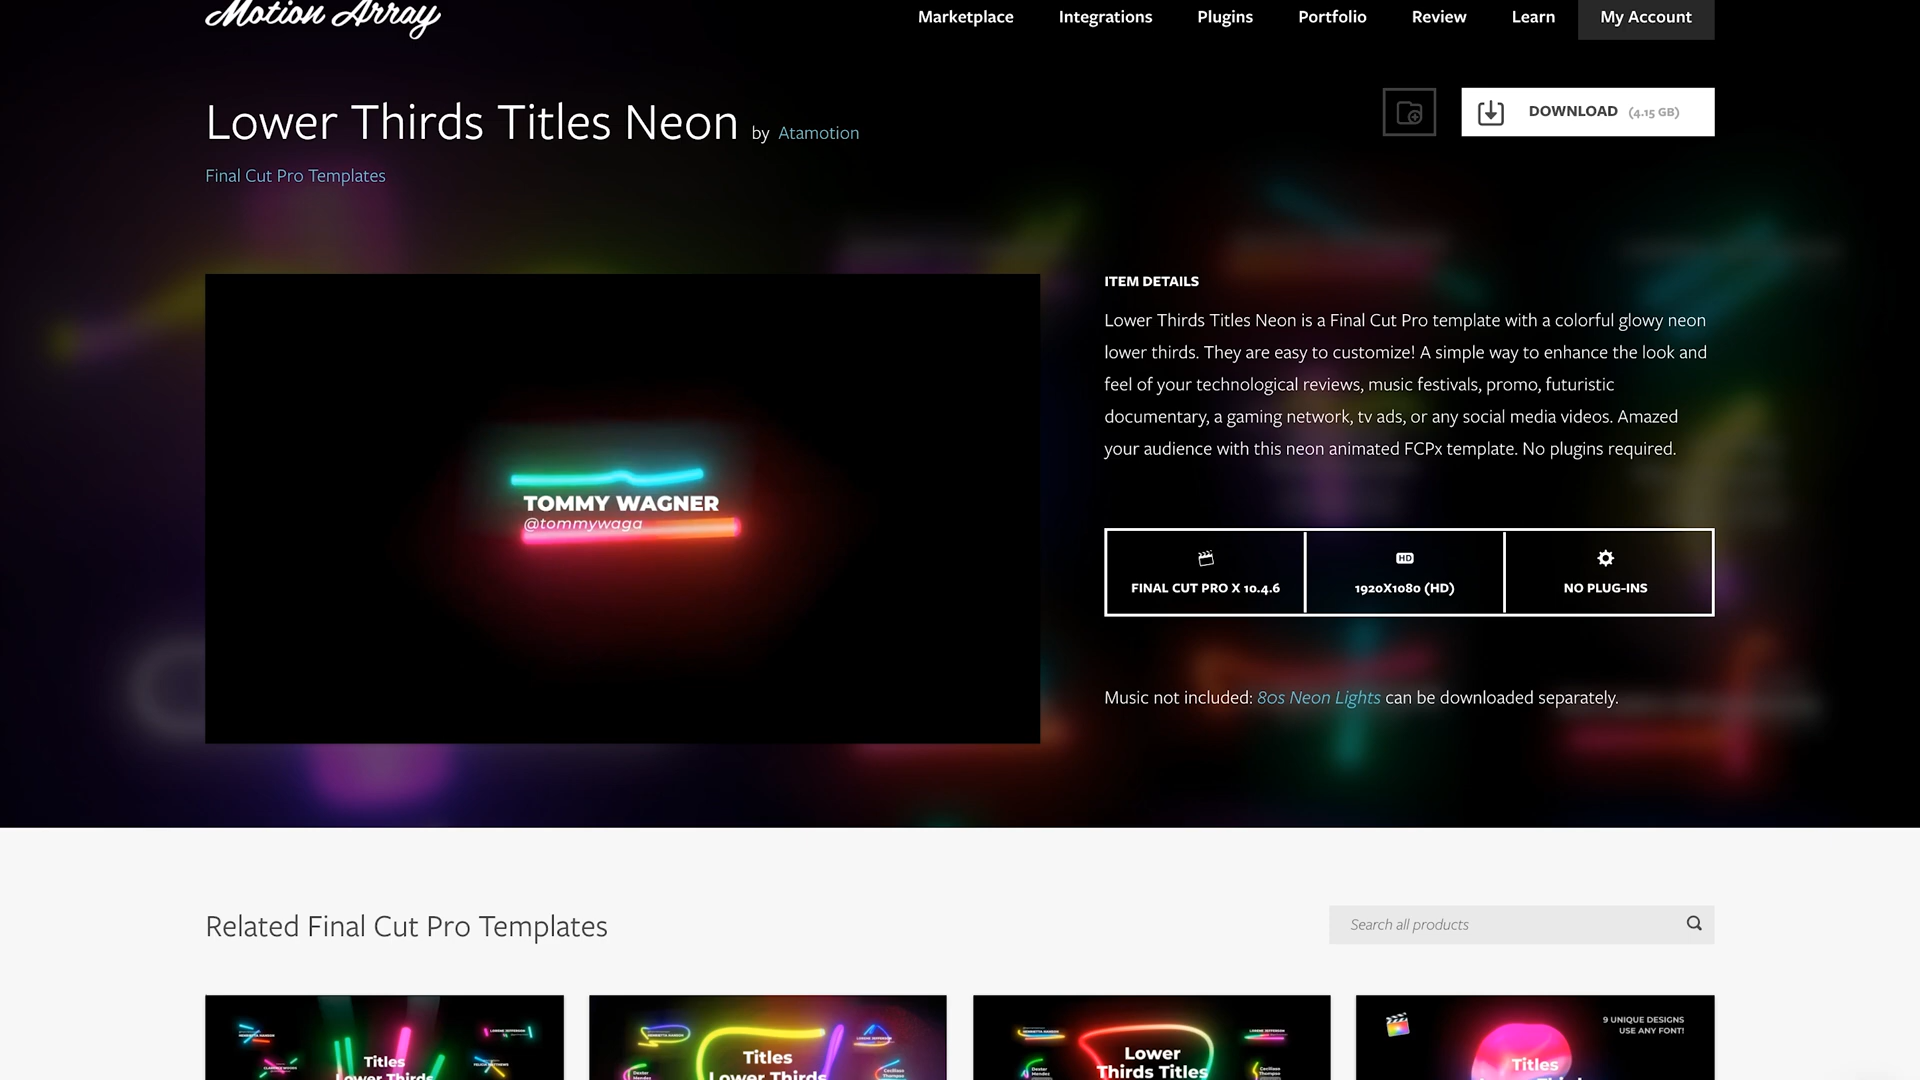 Motion Array
Marketplace Integrations Plugins Portfolio Review Learn My Account
Lower Thirds Titles Neon by Atamotion
DOWNLOAD (4.15 GB)
Final Cut Pro Templates
TOMMY WAGNER
@tommywaga
ITEM DETAILS
Lower Thirds Titles Neon is a Final Cut Pro template with a colorful glowy neon
lower thirds. They are easy to customize! A simple way to enhance the look and
feel of your technological reviews, music festivals, promo, futuristic
documentary, a gaming network, tv ads, or any social media videos. Amazed
your audience with this neon animated FCPx template. No plugins required.
HD
FINAL CUT PRO X 10.4.6
1920X1080 (HD)
NO PLUG-INS
Music not included: 80s Neon Lights can be downloaded separately.
Related Final Cut Pro Templates
Search all products
Titles
Lower Thirds
Titles
Lower Thirds
Lower
Thirds Titles
9 UNIQUE DESIGNS
USE ANY FONT!
Titles